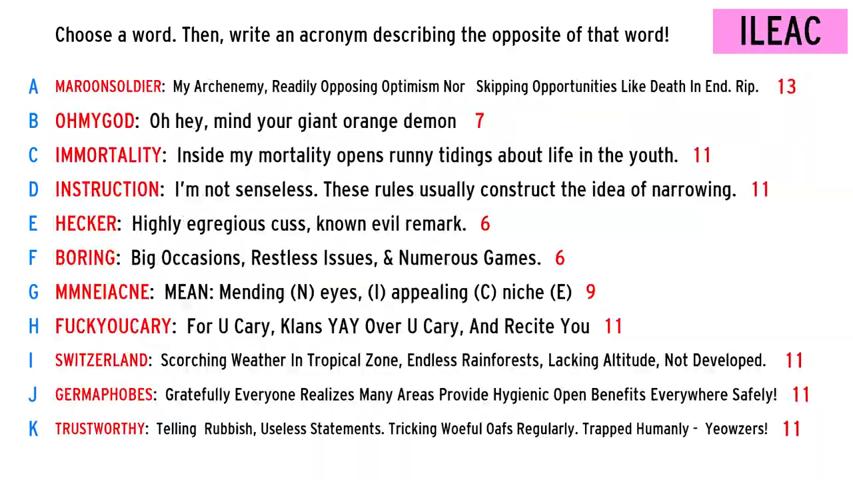 Choose a word. Then, write an acronym describing the opposite of that word!
ILEAC
A MAROONSOLDIER: My Archenemy, Readily Opposing Optimism Nor Skipping Opportunities Like Death In End. Rip. 13
B OHMYGOD: Oh hey, mind your giant orange demon 7
C IMMORTALITY: Inside my mortality opens runny tidings about life in the youth. 11
D INSTRUCTION: I'm not senseless. These rules usually construct the idea of narrowing. 11
E HECKER: Highly egregious cuss, known evil remark. 6
F BORING: Big Occasions, Restless Issues, & Numerous Games. 6
G MMNEIACNE: MEAN: Mending (N) eyes, (I) appealing (C) niche (E) 9
H FUCKYOUCARY: For U Cary, Klans YAY Over U Cary, And Recite You 11
I SWITZERLAND: Scorching Weather In Tropical Zone, Endless Rainforests, Lacking Altitude, Not Developed. 11
J GERMAPHOBES: Gratefully Everyone Realizes Many Areas Provide Hygienic Open Benefits Everywhere Safely! 11
K TRUSTWORTHY: Telling Rubbish, Useless Statements. Tricking Woeful Oafs Regularly. Trapped Humanly - Yeowzers! 11